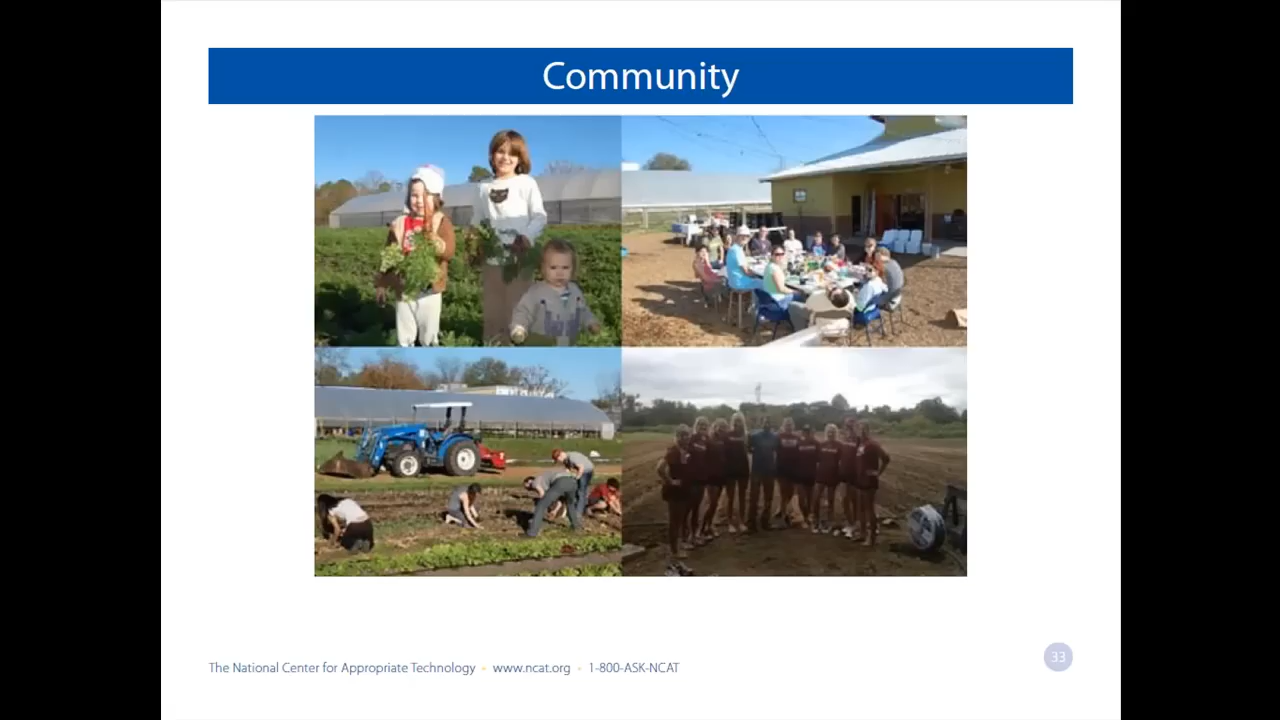 Community
The National Center for Appropriate Technology • www.ncat.org • 1-800-ASK-NCAT
33